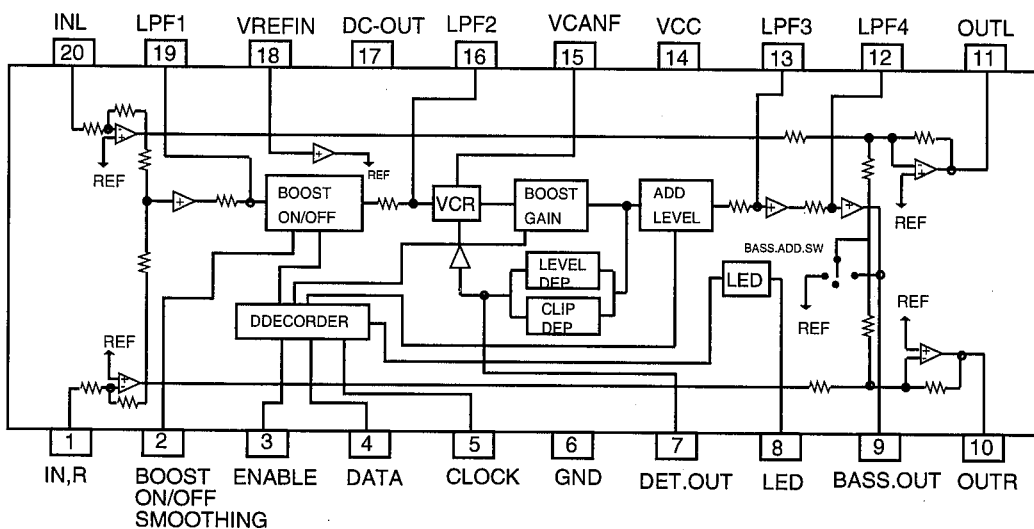 INL LPF1 VREFIN DC-OUT LPF2 VCANF VCC LPF3 LPF4 OUTL
20 19 18 17 16 15 14 13 12 11
REF
REF
REF
BOOST
ON/OFF
VCR
BOOST
GAIN
ADD
LEVEL
BASS.ADD.SW
LEVEL
DEP
LED
CLIP
DEP
DDECORDER
REF
REF
REF
1 2 3 4 5 6 7 8 9 10
IN,R BOOST ENABLE DATA CLOCK GND DET.OUT LED BASS.OUT OUTR
ON/OFF
SMOOTHING